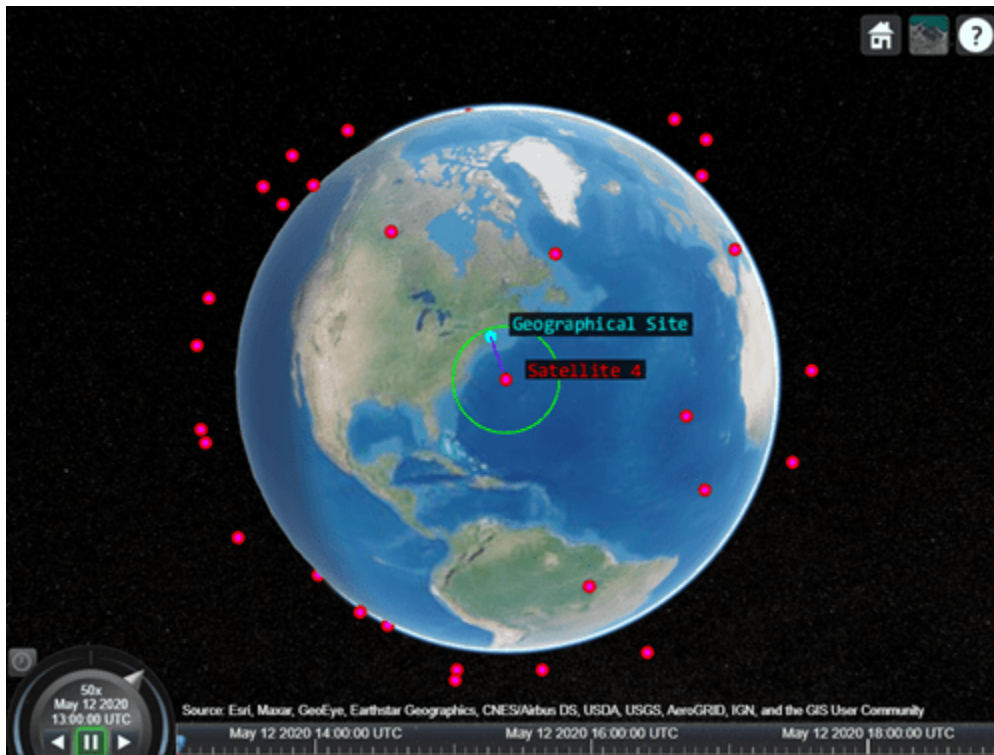 ?
Geographical Site
Satellite 4
50x
May 12 2020
13:00:00 UTC
Source: Esri, Maxar, GeoEye, Earthstar Geographics, CNES/Airbus DS, USDA, USGS, AeroGRID, IGN, and the GIS User Community
May 12 2020 14:00:00 UTC
May 12 2020 16:00:00 UTC
May 12 2020 18:00:00 UTC